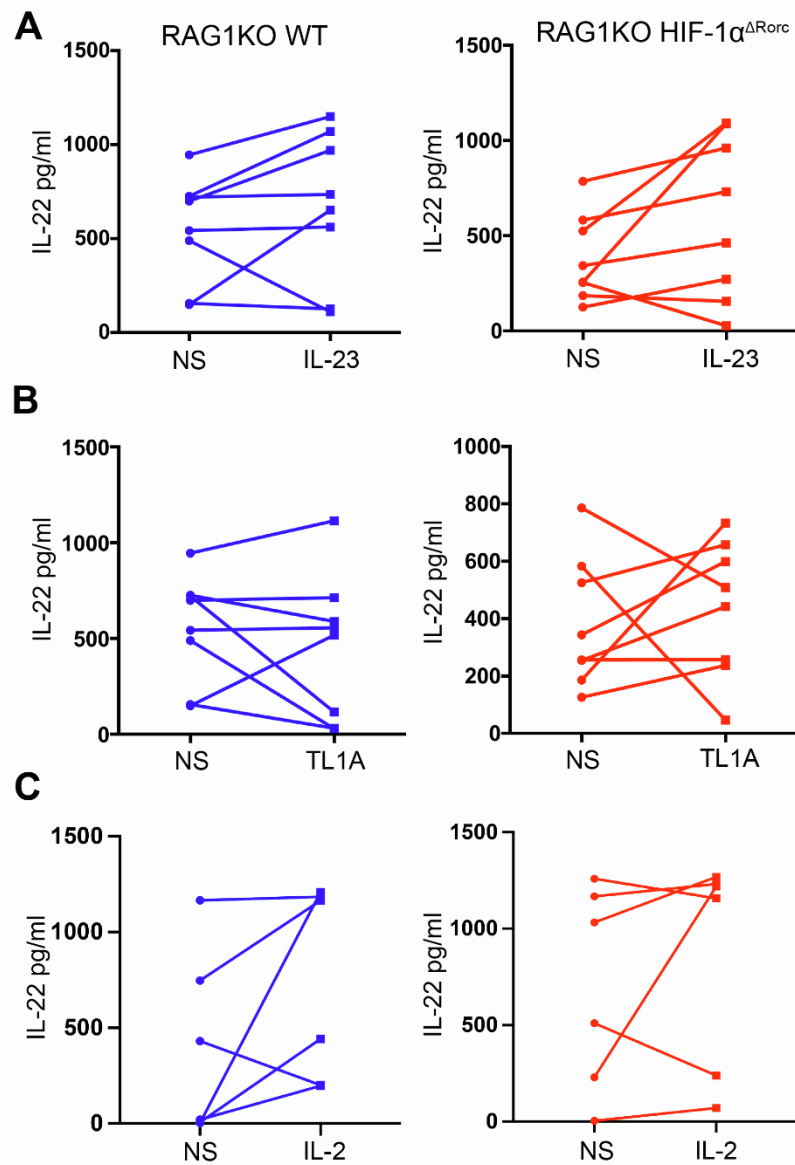 A
RAG1KO WT
RAG1KO HIF-1α^ΔRorc
IL-22 pg/ml
1500
1000
500
0
NS
IL-23
IL-22 pg/ml
1500
1000
500
0
NS
IL-23
B
IL-22 pg/ml
1500
1000
500
0
NS
TL1A
IL-22 pg/ml
1000
800
600
400
200
0
NS
TL1A
C
IL-22 pg/ml
1500
1000
500
0
NS
IL-2
IL-22 pg/ml
1500
1000
500
0
NS
IL-2